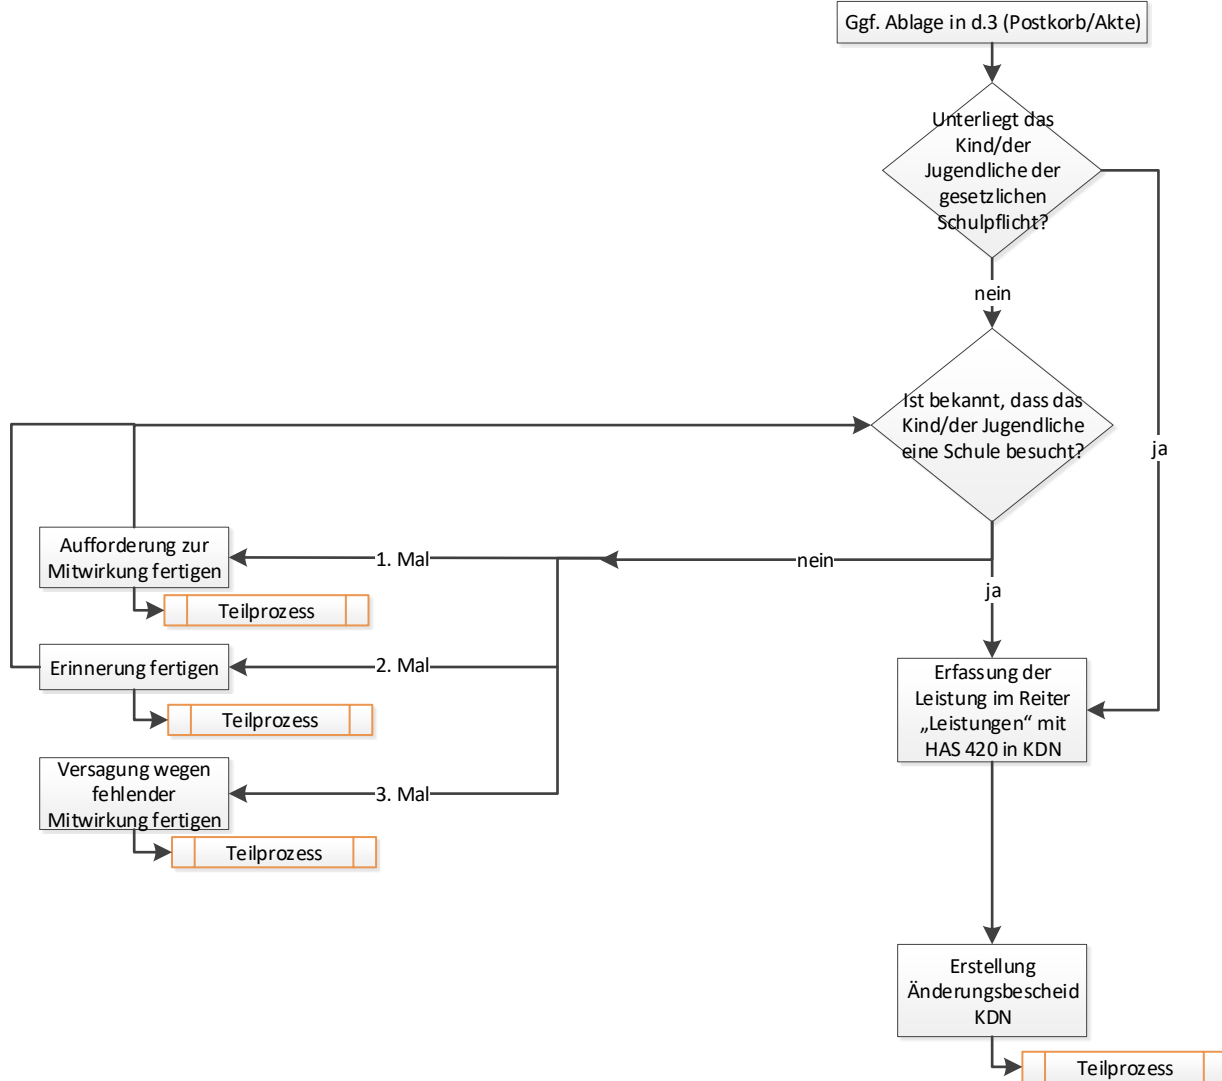 Ggf. Ablage in d.3 (Postkorb/Akte)
Unterliegt das
Kind/der
Jugendliche der
gesetzlichen
Schulpflicht?
nein
ja
Ist bekannt, dass das
Kind/der Jugendliche
eine Schule besucht?
nein
ja
1. Mal
Aufforderung zur
Mitwirkung fertigen
Teilprozess
2. Mal
Erinnerung fertigen
Teilprozess
3. Mal
Versagung wegen
fehlender
Mitwirkung fertigen
Teilprozess
Erfassung der
Leistung im Reiter
„Leistungen“ mit
HAS 420 in KDN
Erstellung
Änderungsbescheid
KDN
Teilprozess